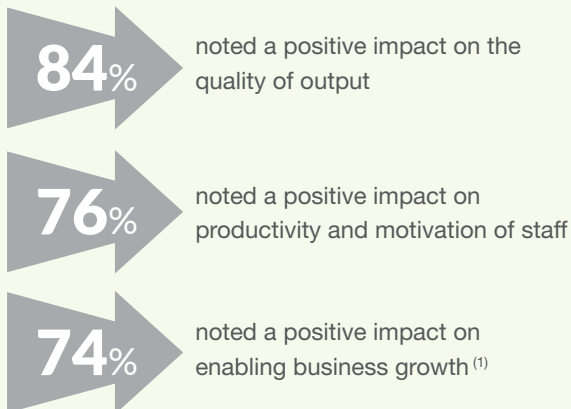 84%
noted a positive impact on the
quality of output
76%
noted a positive impact on
productivity and motivation of staff
74%
noted a positive impact on
enabling business growth (1)